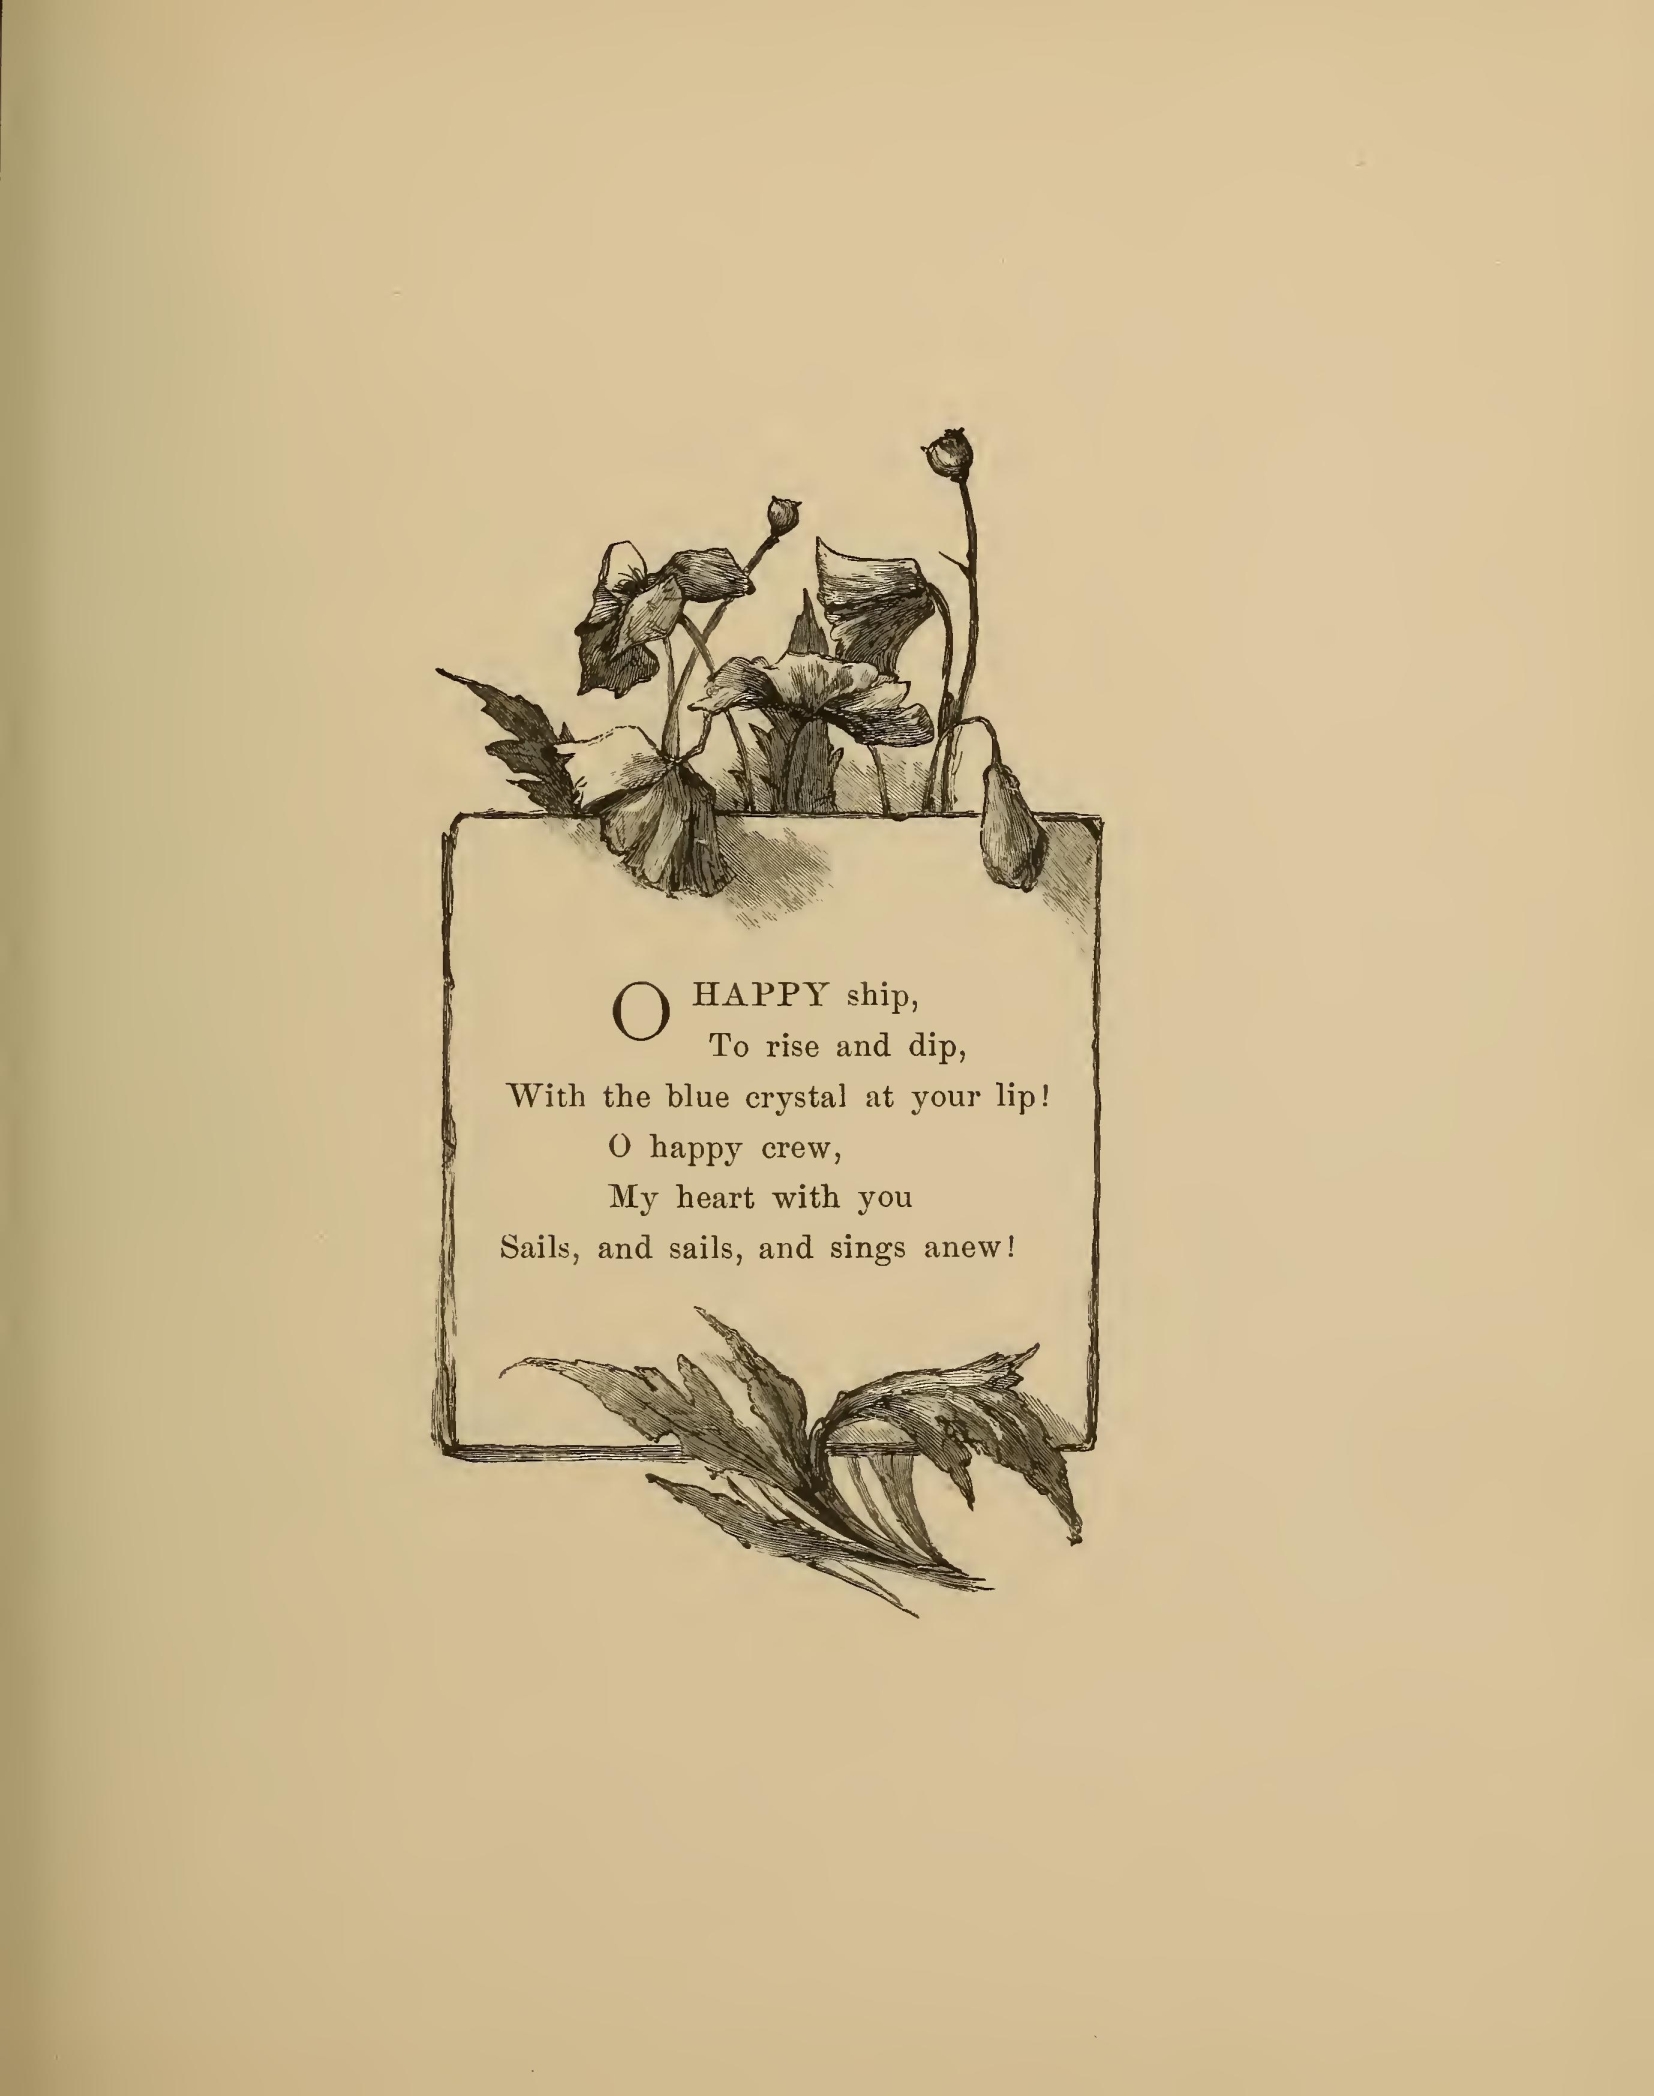 O HAPPY ship,
To rise and dip,
With the blue crystal at your lip!
O happy crew,
My heart with you
Sails, and sails, and sings anew!